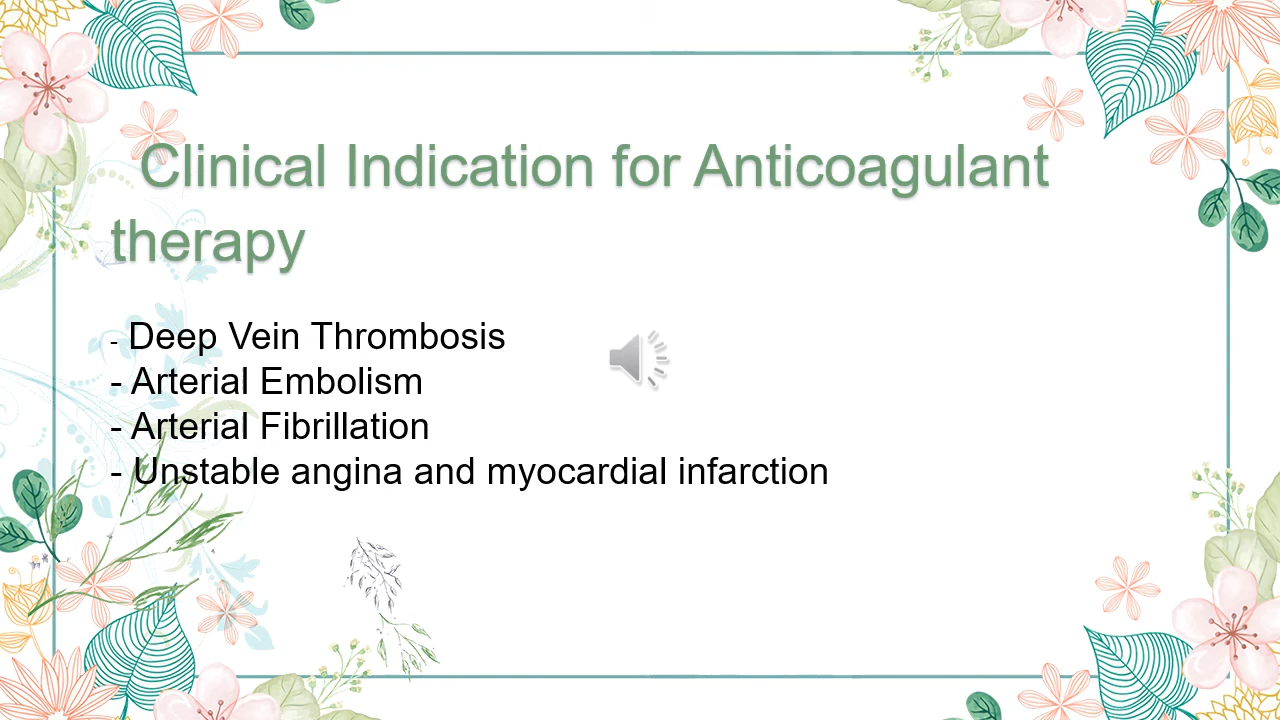 Clinical Indication for Anticoagulant
therapy
- Deep Vein Thrombosis
- Arterial Embolism
- Arterial Fibrillation
- Unstable angina and myocardial infarction